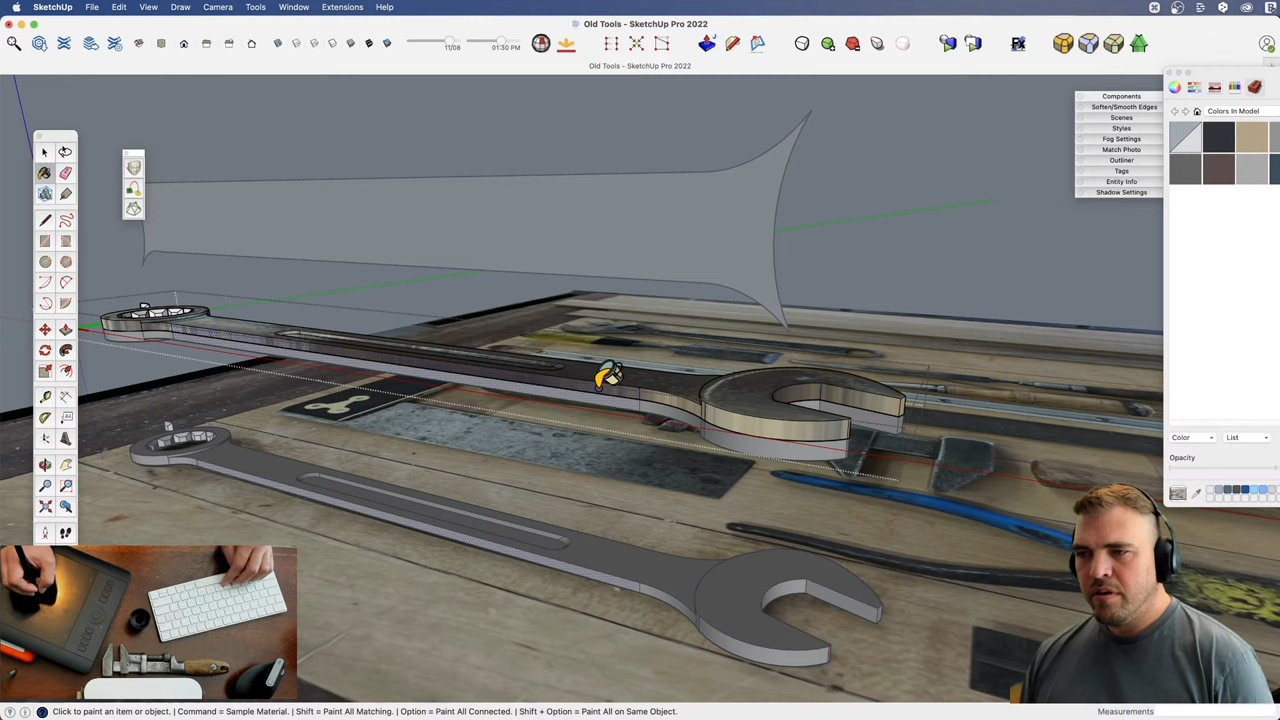 SketchUp File Edit View Draw Camera Tools Window Extensions Help
Old Tools - SketchUp Pro 2022
11/08 01:30 PM
Old Tools - SketchUp Pro 2022
Components
Soften/Smooth Edges
Scenes
Styles
Fog Settings
Match Photo
Outliner
Tags
Entity Info
Shadow Settings
Colors In Model
Color List
Opacity
Click to paint an item or object. | Command = Sample Material. | Shift = Paint All Matching. | Option = Paint All Connected. | Shift + Option = Paint All on Same Object.
Measurements